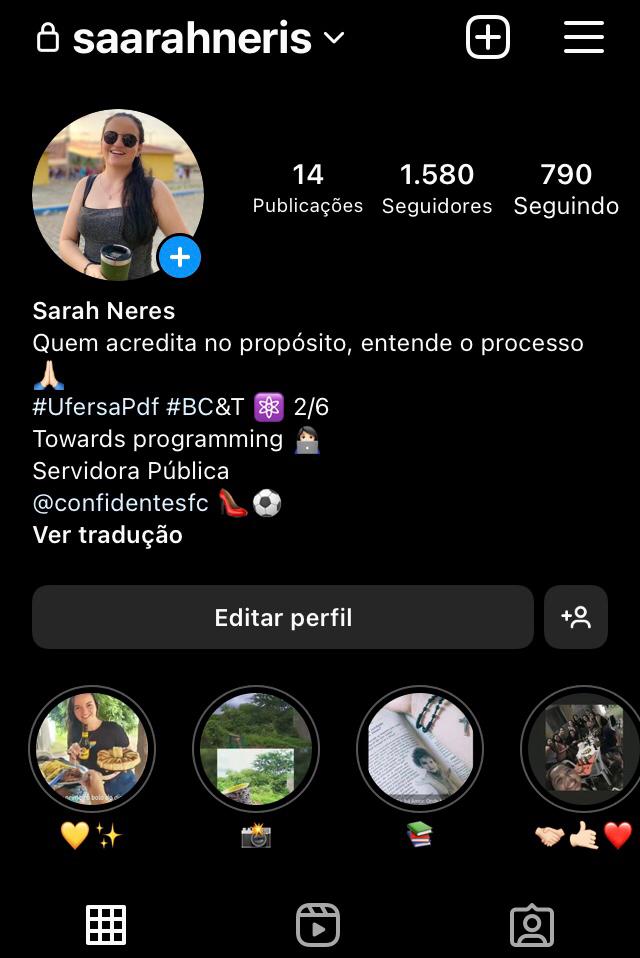 saarahneris
14 1.580 790
Publicações Seguidores Seguindo
Sarah Neres
Quem acredita no propósito, entende o processo
🙏🏻
#UfersaPdf #BC&T ⚛️ 2/6
Towards programming 👩🏻‍💻
Servidora Pública
@confidentesfc 👠⚽
Ver tradução
Editar perfil
💛✨ 📸 📚 🤝🏻🤙🏻❤️